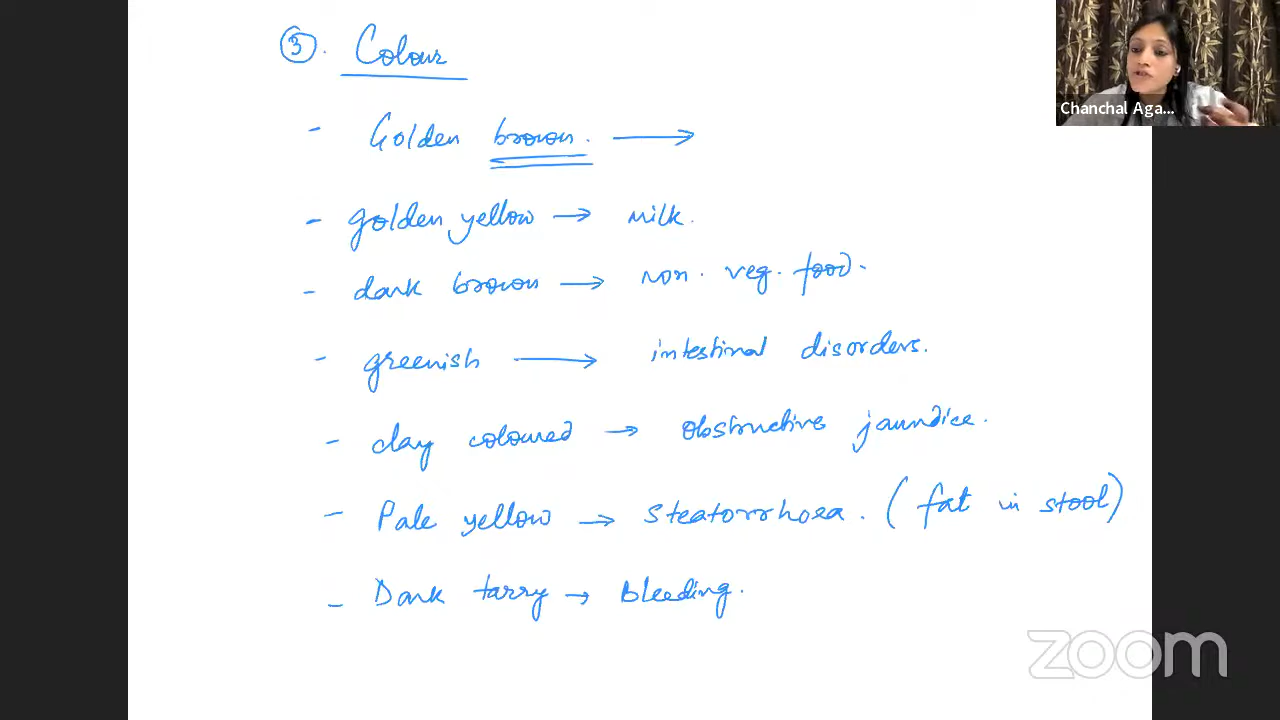 ③. Colour
- Golden brown. →
- golden yellow → milk.
- dark brown → non. veg. food.
- greenish → intestinal disorders.
- clay coloured → obstructive jaundice.
- Pale yellow → steatorrhoea. (fat in stool)
- Dark tarry → bleeding.
Chanchal Aga...
zoom